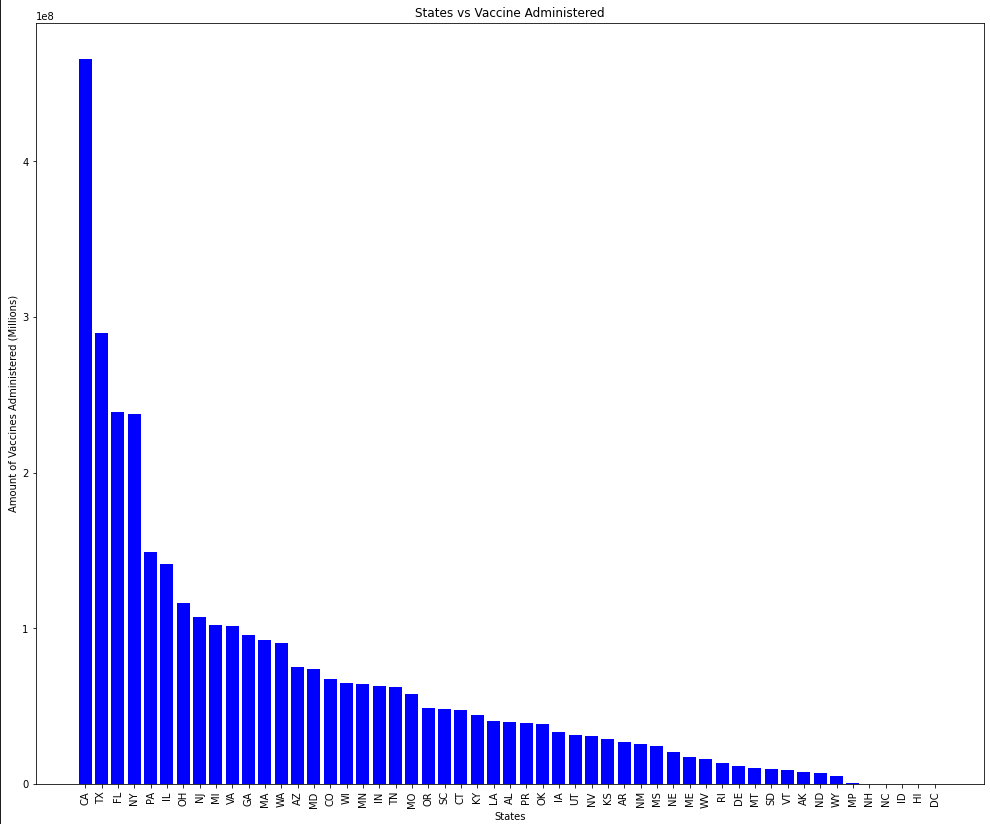 States vs Vaccine Administered
1e8
4
3
2
1
0
Amount of Vaccines Administered (Millions)
CA TX FL NY PA IL OH NJ MI VA GA MA WA AZ MD CO WI MN IN TN MO OR SC CT KY LA AL PR OK IA UT NV KS AR NM MS NE ME WV RI DE MT SD VT AK ND WY MP NH NC ID HI DC
States